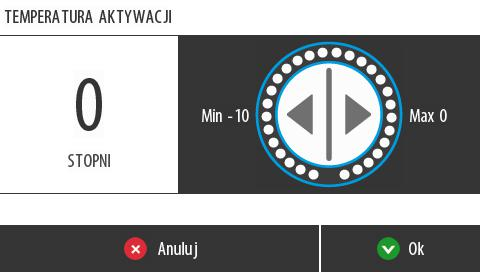 TEMPERATURA AKTYWACJI
0
STOPNI
Min -10
Max 0
Anuluj
Ok